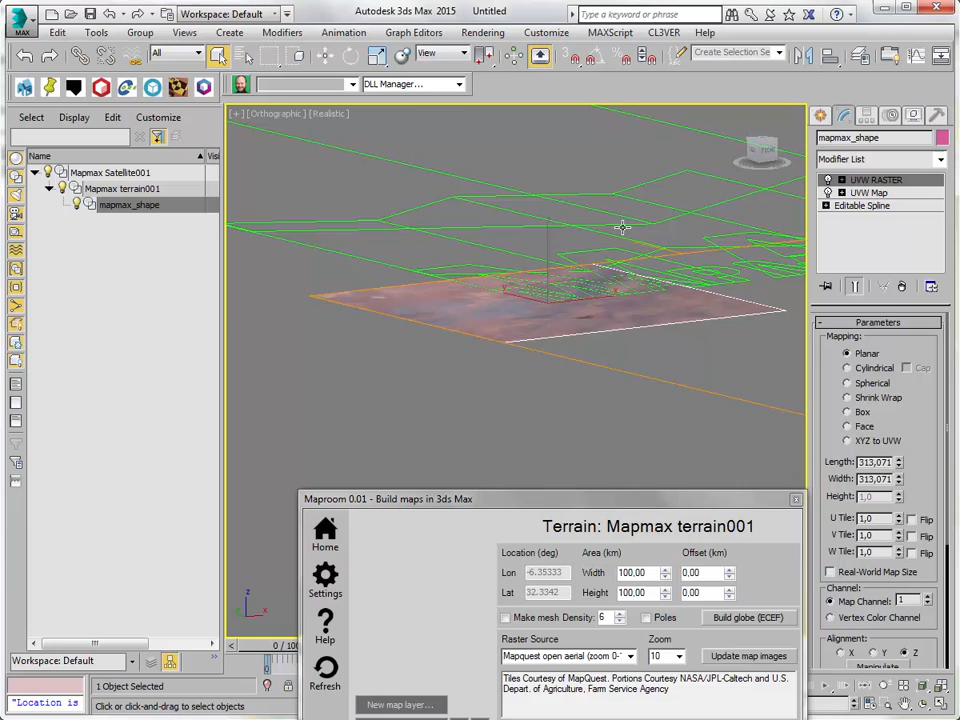 MAX
Workspace: Default
Autodesk 3ds Max 2015
Untitled
Type a keyword or phrase
Edit Tools Group Views Create Modifiers Animation Graph Editors Rendering Customize MAXScript CL3VER Help
All
View
Create Selection Se
DLL Manager...
Select Display Edit Customize
Name
Mapmax Satellite001
Mapmax terrain001
mapmax_shape
[+] [Orthographic] [Realistic]
mapmax_shape
Modifier List
UVW RASTER
UVW Map
Editable Spline
Parameters
Mapping:
Planar
Cylindrical Cap
Spherical
Shrink Wrap
Box
Face
XYZ to UVW
Length: 313,071
Width: 313,071
Height: 1,0
U Tile: 1,0 Flip
V Tile: 1,0 Flip
W Tile: 1,0 Flip
Real-World Map Size
Channel:
Map Channel: 1
Vertex Color Channel
Alignment:
X Y Z
Manipulate
Maproom 0.01 - Build maps in 3ds Max
Home
Settings
Help
Refresh
Terrain: Mapmax terrain001
Location (deg) Area (km) Offset (km)
Lon -6.35333 Width 100,00 0,00
Lat 32.3342 Height 100,00 0,00
Make mesh Density: 6 Poles Build globe (ECEF)
Raster Source Zoom
Mapquest open aerial (zoom 0- 10 Update map images
Tiles Courtesy of MapQuest. Portions Courtesy NASA/JPL-Caltech and U.S.
Depart. of Agriculture, Farm Service Agency
New map layer...
z
x
0 / 100
Workspace: Default
1 Object Selected
"Location is
Click or click-and-drag to select objects